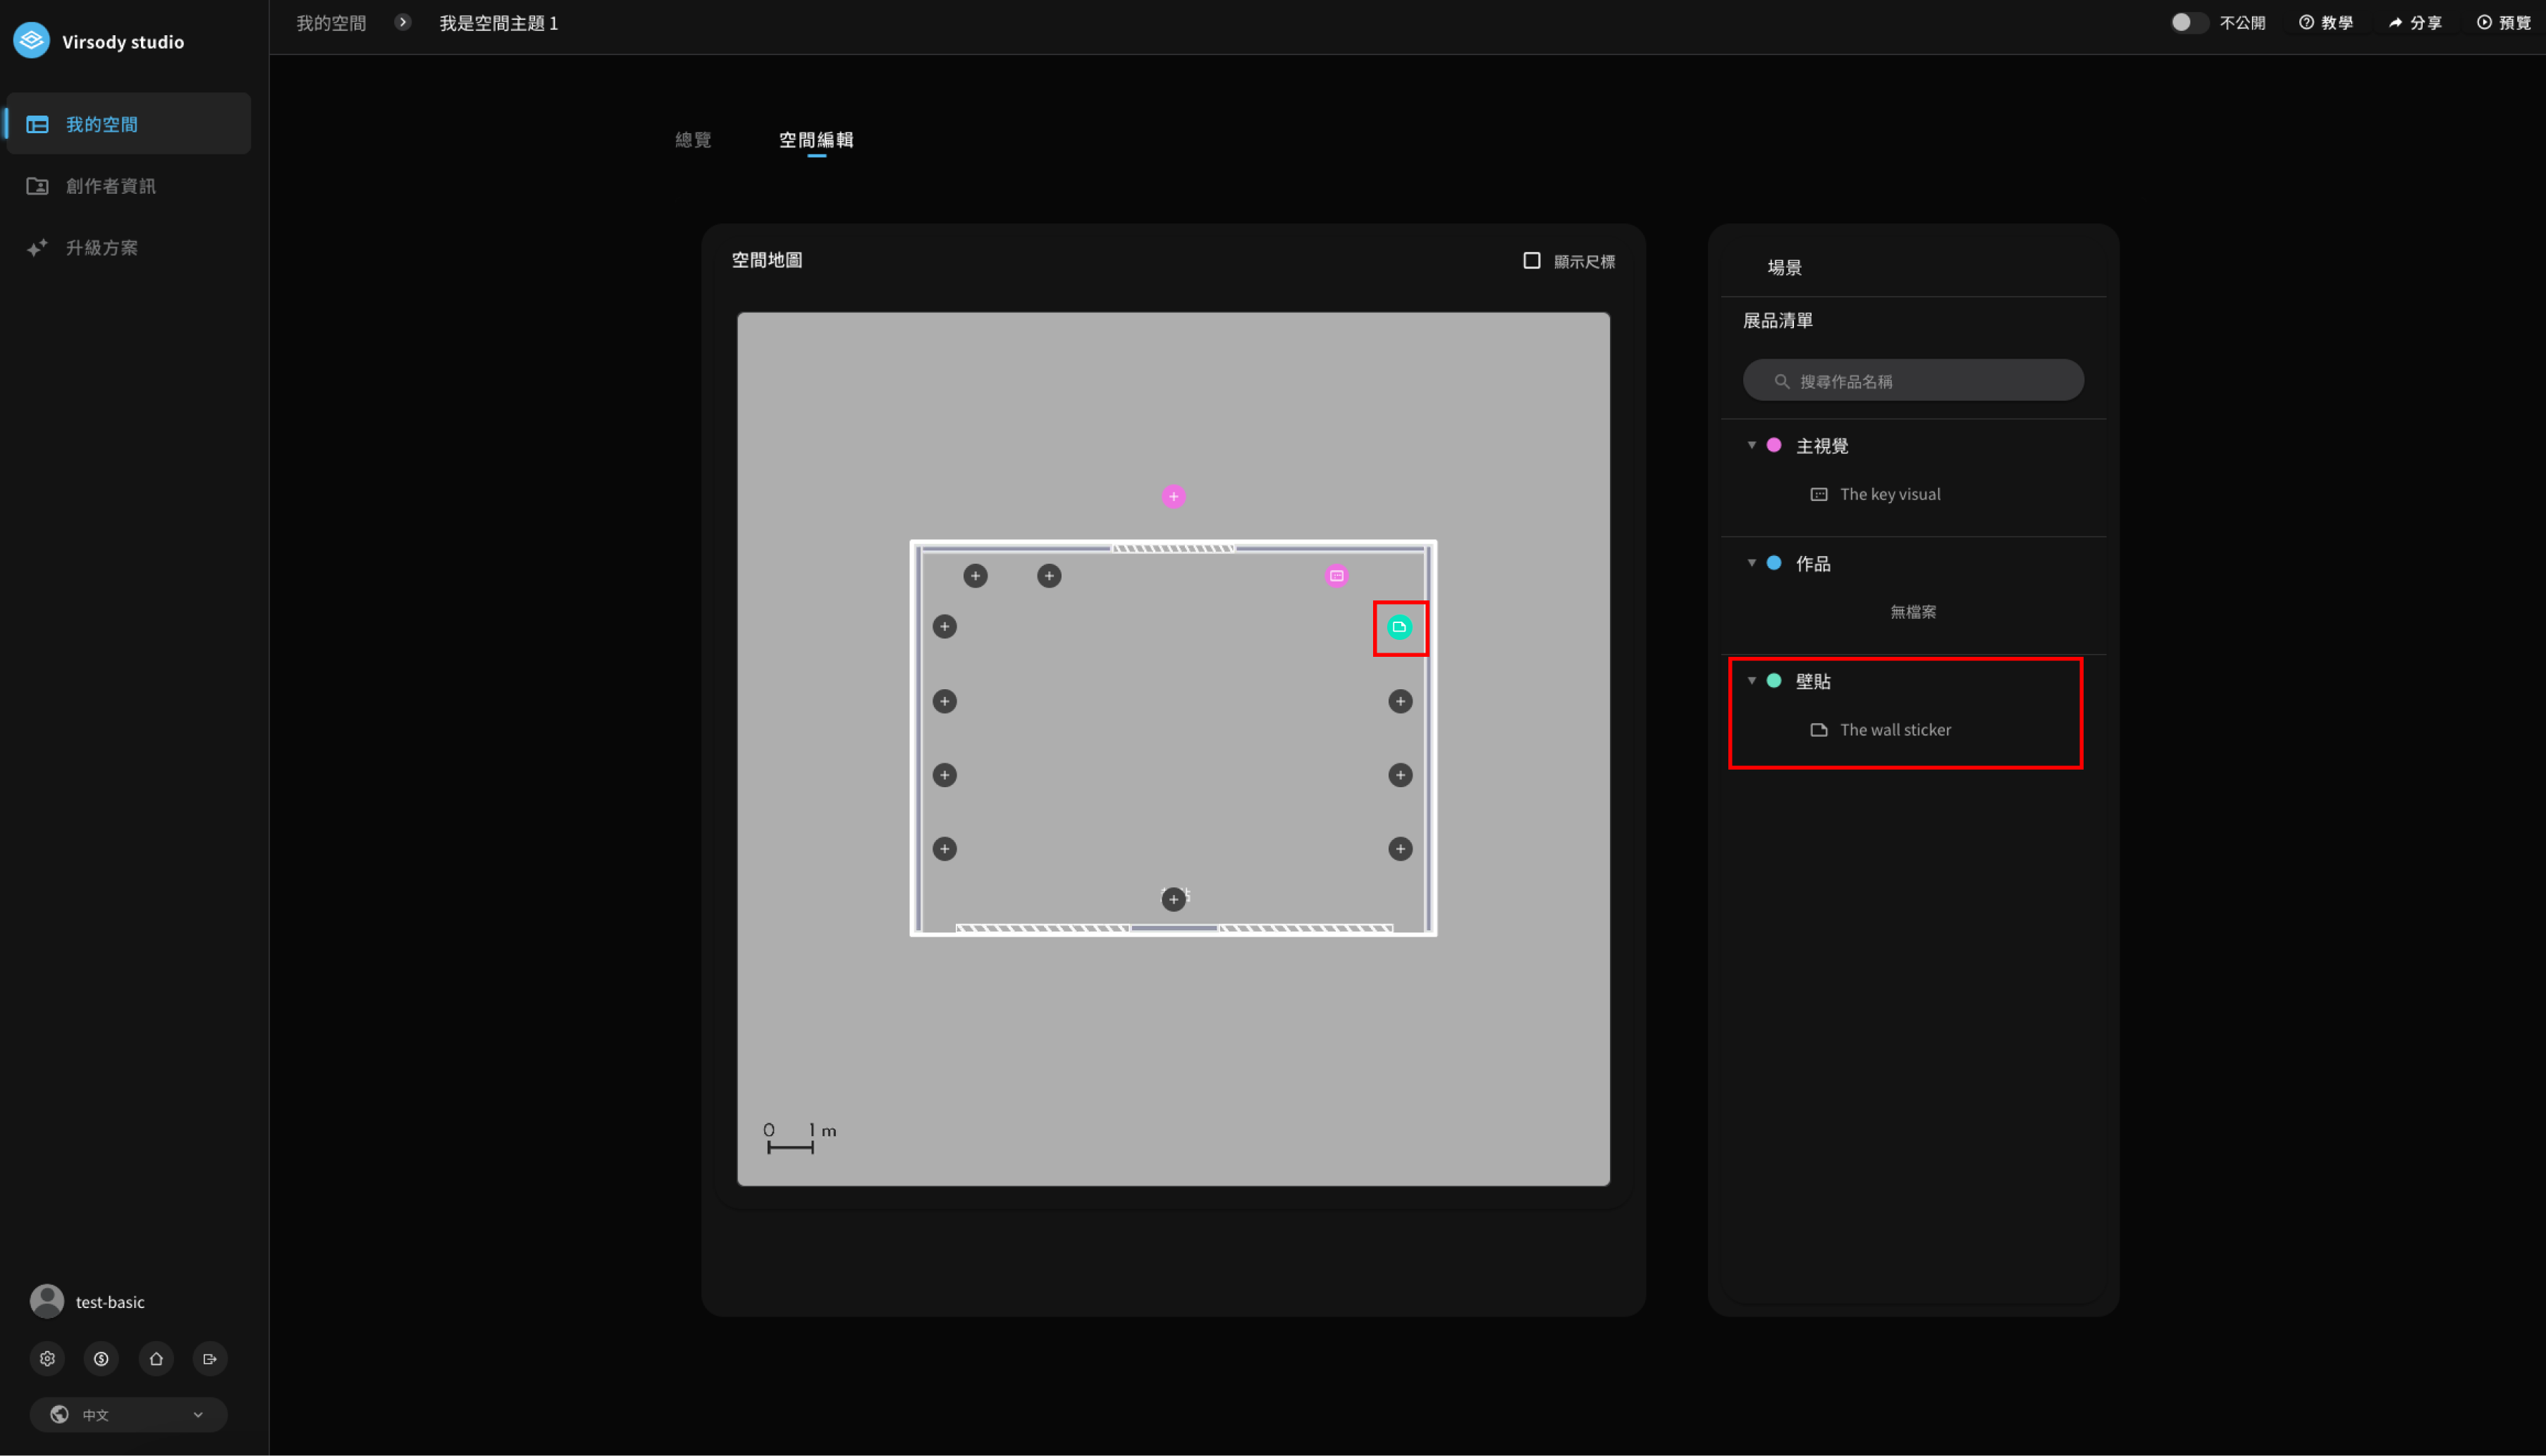 Virsody studio
我的空間
創作者資訊
升級方案
test-basic
中文
我的空間 我是空間主題 1
不公開 教學 分享 預覽
總覽 空間編輯
空間地圖 顯示尺標
0 1 m
場景
展品清單
搜尋作品名稱
主視覺
The key visual
作品
無檔案
壁貼
The wall sticker